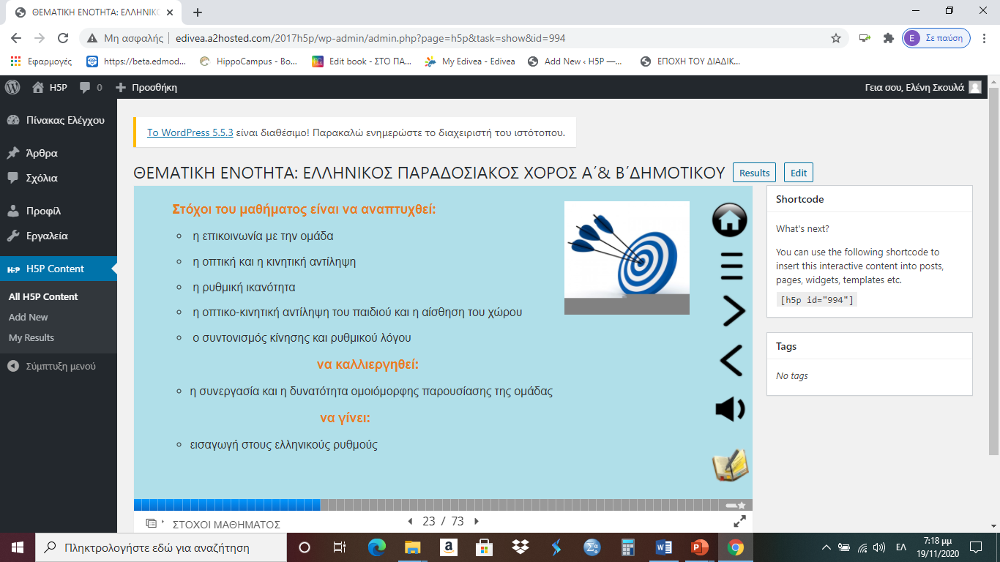 ΘΕΜΑΤΙΚΗ ΕΝΟΤΗΤΑ: ΕΛΛΗΝΙΚΟ
Μη ασφαλής
edivea.a2hosted.com/2017h5p/wp-admin/admin.php?page=h5p&task=show&id=994
E Σε παύση
Εφαρμογές
https://beta.edmod...
HippoCampus - Bo...
Edit book - ΣΤΟ ΠΑ...
My Edivea - Edivea
Add New ‹ H5P —...
ΕΠΟΧΗ ΤΟΥ ΔΙΑΔΙΚ...
H5P
0
Προσθήκη
Γεια σου, Ελένη Σκουλά
Πίνακας Ελέγχου
Άρθρα
Σχόλια
Προφίλ
Εργαλεία
H5P Content
All H5P Content
Add New
My Results
Σύμπτυξη μενού
Το WordPress 5.5.3 είναι διαθέσιμο! Παρακαλώ ενημερώστε το διαχειριστή του ιστότοπου.
ΘΕΜΑΤΙΚΗ ΕΝΟΤΗΤΑ: ΕΛΛΗΝΙΚΟΣ ΠΑΡΑΔΟΣΙΑΚΟΣ ΧΟΡΟΣ Α΄& Β΄ΔΗΜΟΤΙΚΟΥ
Results
Edit
Στόχοι του μαθήματος είναι να αναπτυχθεί:
η επικοινωνία με την ομάδα
η οπτική και η κινητική αντίληψη
η ρυθμική ικανότητα
η οπτικο-κινητική αντίληψη του παιδιού και η αίσθηση του χώρου
ο συντονισμός κίνησης και ρυθμικού λόγου
να καλλιεργηθεί:
η συνεργασία και η δυνατότητα ομοιόμορφης παρουσίασης της ομάδας
να γίνει:
εισαγωγή στους ελληνικούς ρυθμούς
ΣΤΟΧΟΙ ΜΑΘΗΜΑΤΟΣ
23 / 73
Shortcode
What's next?
You can use the following shortcode to
insert this interactive content into posts,
pages, widgets, templates etc.
[h5p id="994"]
Tags
No tags
Πληκτρολογήστε εδώ για αναζήτηση
ΕΛ
7:18 μμ
19/11/2020